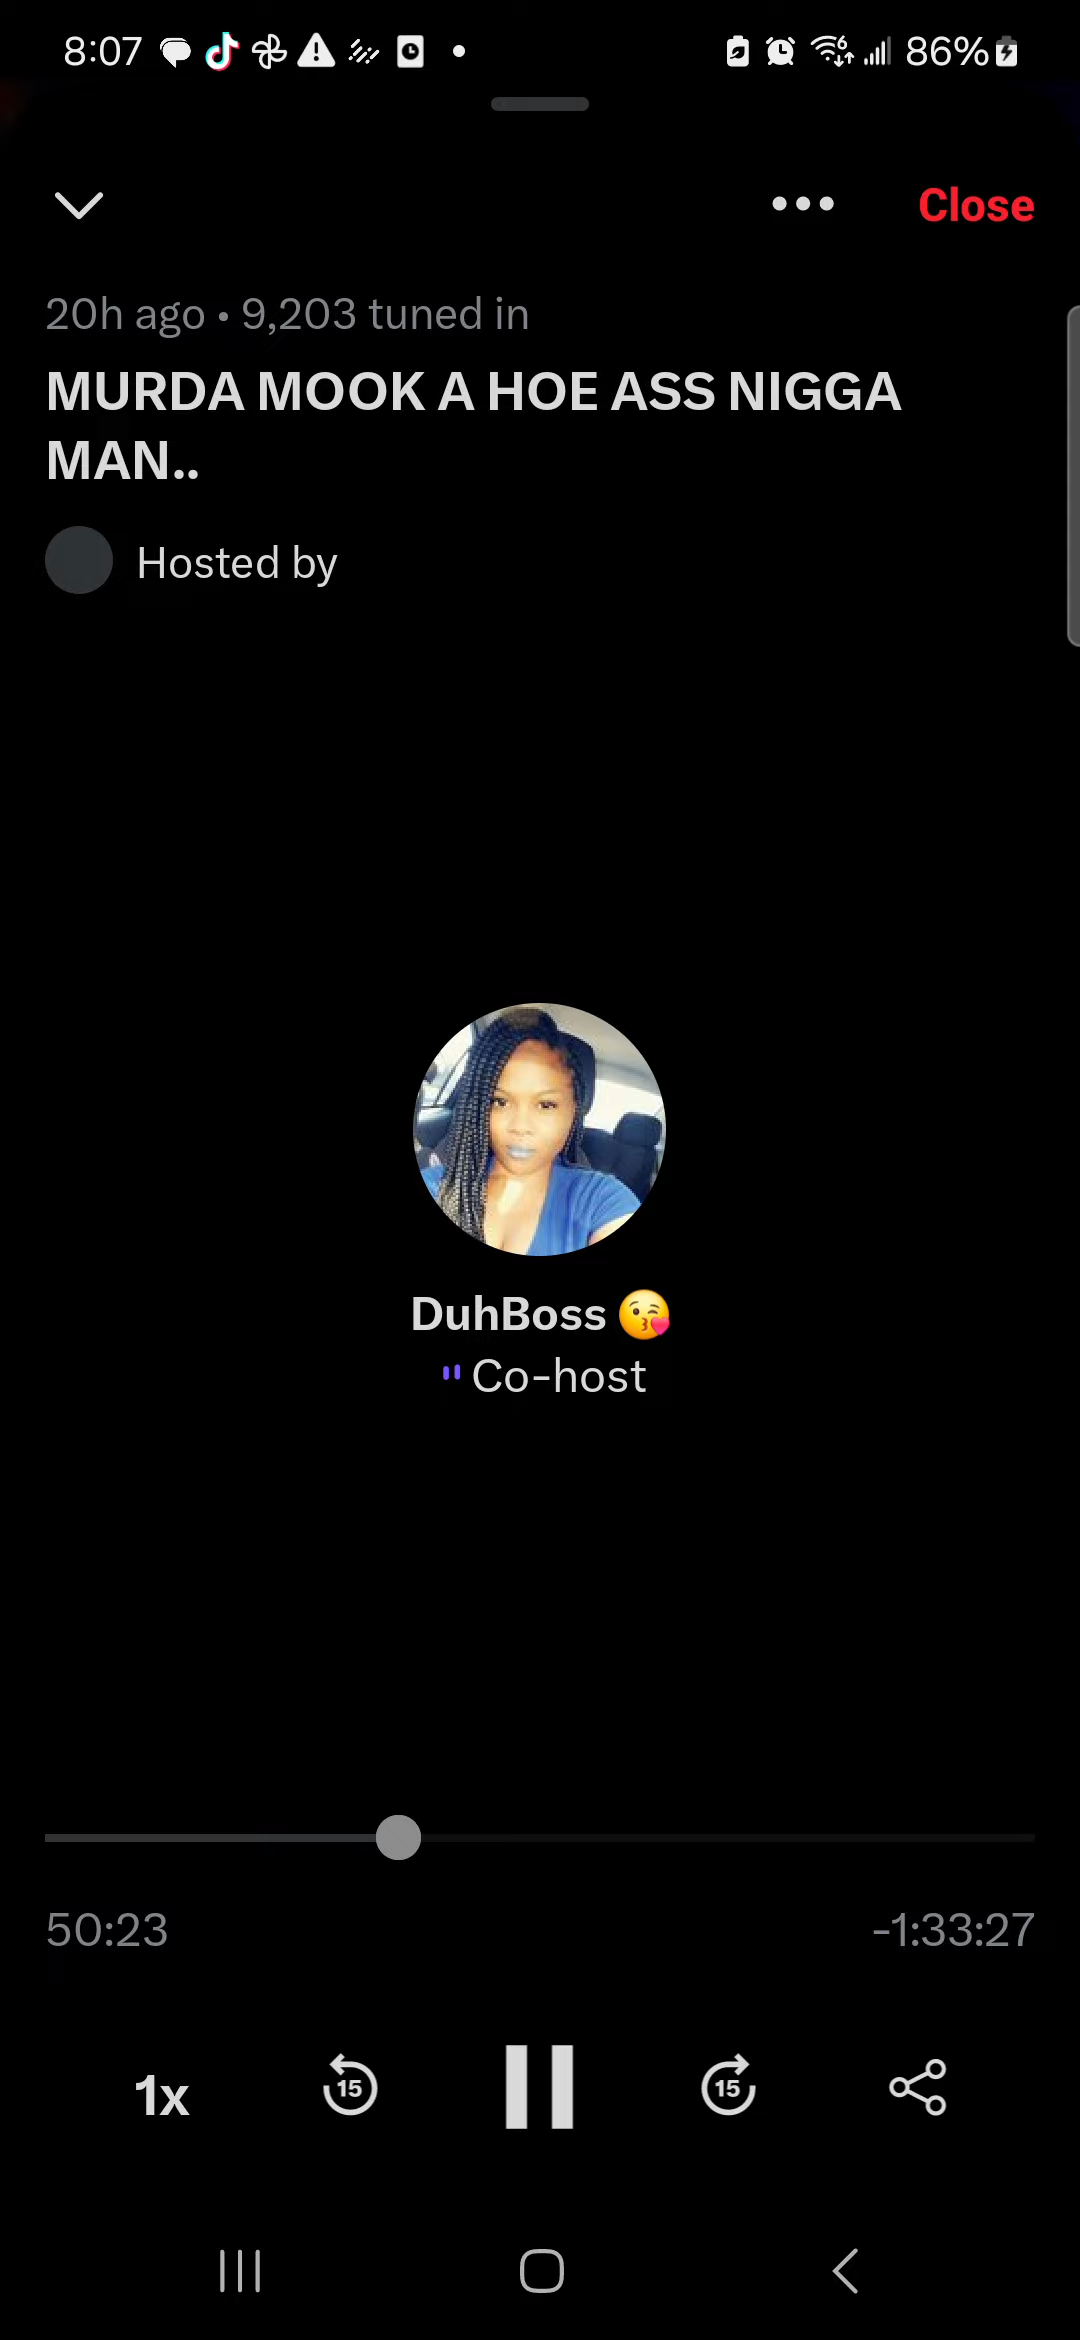 8:07 86%
Close
20h ago • 9,203 tuned in
MURDA MOOK A HOE ASS NIGGA
MAN..
Hosted by
DuhBoss 😘
Co-host
50:23 -1:33:27
1x 15 15